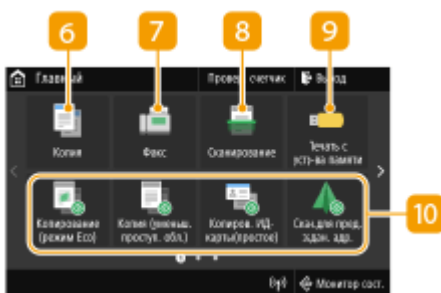 6 7 8 9
Главный Провер. счетчик Выход
Копия Факс Сканирование Печать с
устр-ва памяти
Копирование Копия (уменьш. Копиров. ИД- Скан.для пред.
(режим Eco) проступ. обл.) карты(простое) здан. адр.
10
Монитор сост.